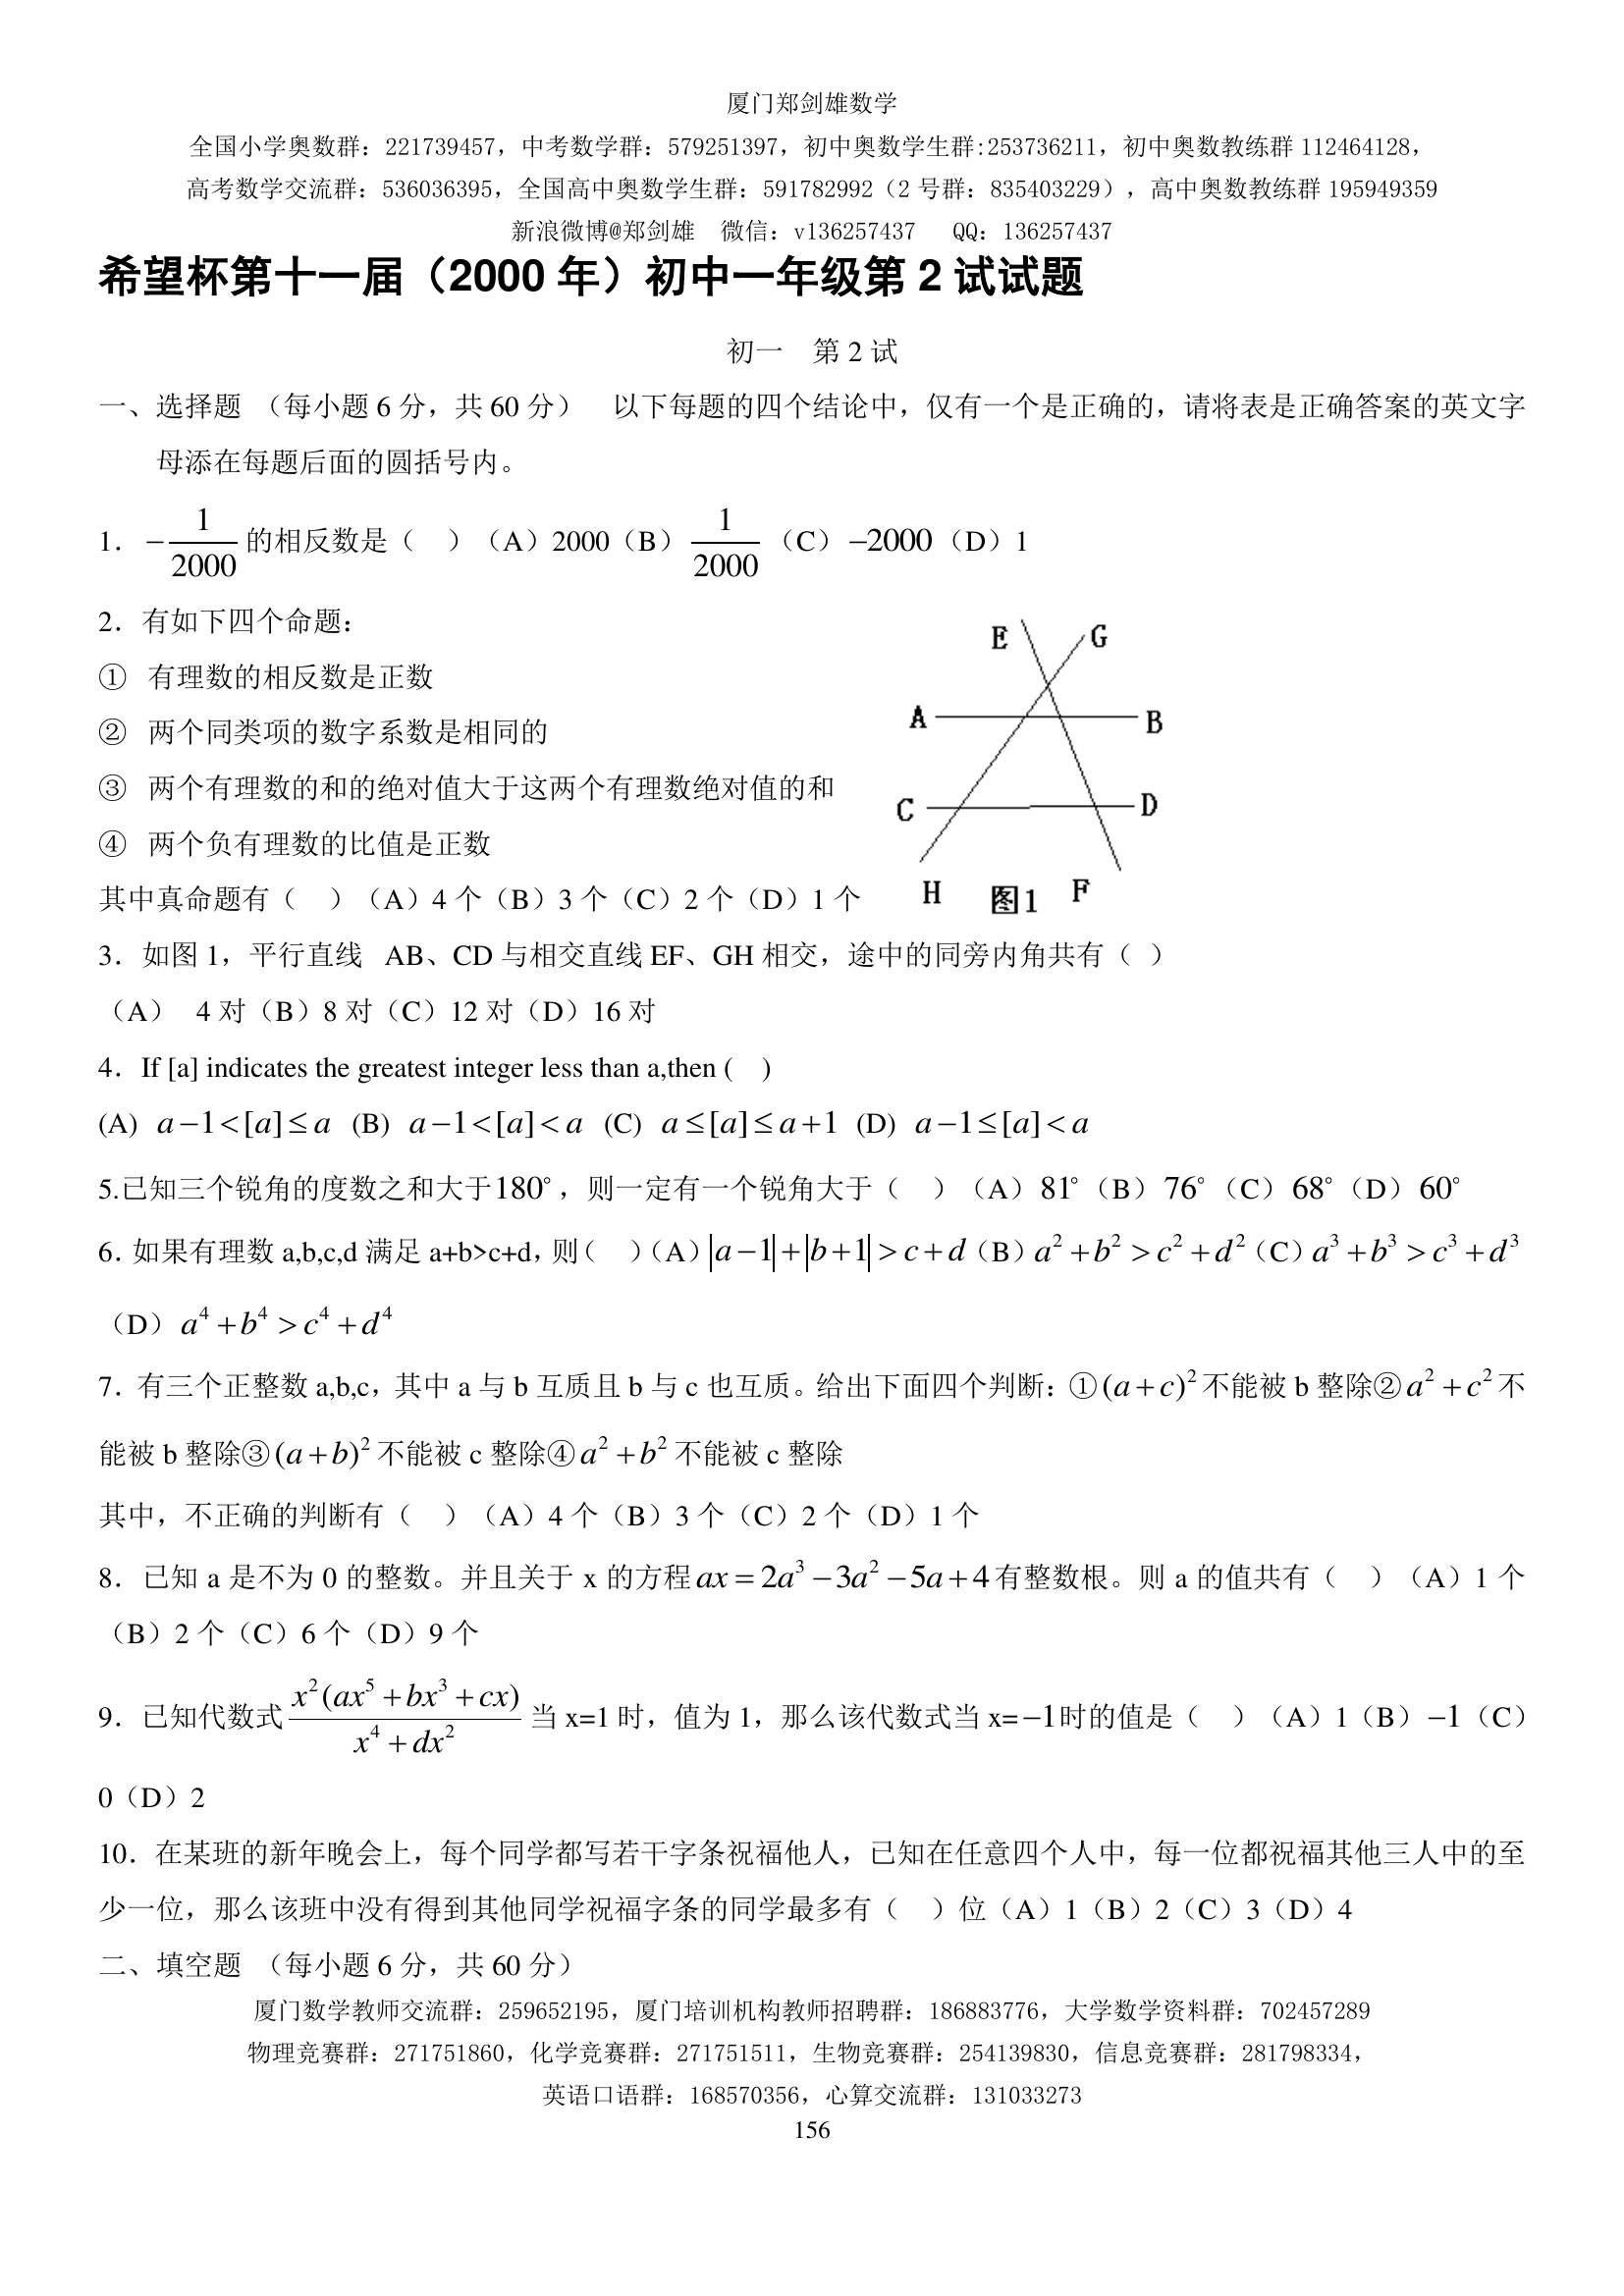 厦门郑剑雄数学
全国小学奥数群：221739457，中考数学群：579251397，初中奥数学生群:253736211，初中奥数教练群 112464128，
高考数学交流群：536036395，全国高中奥数学生群：591782992（2 号群：835403229），高中奥数教练群 195949359
新浪微博@郑剑雄 微信：v136257437 QQ：136257437
希望杯第十一届（2000 年）初中一年级第 2 试试题
初一 第 2 试
一、选择题 （每小题 6 分，共 60 分） 以下每题的四个结论中，仅有一个是正确的，请将表是正确答案的英文字
母添在每题后面的圆括号内。
1．$-\frac{1}{2000}$ 的相反数是（ ）（A）2000（B）$\frac{1}{2000}$（C）$-2000$（D）1
2．有如下四个命题：
① 有理数的相反数是正数
② 两个同类项的数字系数是相同的
③ 两个有理数的和的绝对值大于这两个有理数绝对值的和
④ 两个负有理数的比值是正数
其中真命题有（ ）（A）4 个（B）3 个（C）2 个（D）1 个
E G
A B
C D
H 图1 F
3．如图 1，平行直线 AB、CD 与相交直线 EF、GH 相交，途中的同旁内角共有（ ）
（A） 4 对（B）8 对（C）12 对（D）16 对
4．If [a] indicates the greatest integer less than a,then ( )
(A) $a-1<[a]\leq a$ (B) $a-1<[a]<a$ (C) $a\leq[a]\leq a+1$ (D) $a-1\leq[a]<a$
5.已知三个锐角的度数之和大于$180^\circ$，则一定有一个锐角大于（ ）（A）$81^\circ$（B）$76^\circ$（C）$68^\circ$（D）$60^\circ$
6．如果有理数 a,b,c,d 满足 a+b>c+d，则（ ）（A）$|a-1|+|b+1|>c+d$（B）$a^2+b^2>c^2+d^2$（C）$a^3+b^3>c^3+d^3$
（D）$a^4+b^4>c^4+d^4$
7．有三个正整数 a,b,c，其中 a 与 b 互质且 b 与 c 也互质。给出下面四个判断：①$(a+c)^2$不能被 b 整除②$a^2+c^2$不
能被 b 整除③$(a+b)^2$不能被 c 整除④$a^2+b^2$不能被 c 整除
其中，不正确的判断有（ ）（A）4 个（B）3 个（C）2 个（D）1 个
8．已知 a 是不为 0 的整数。并且关于 x 的方程$ax=2a^3-3a^2-5a+4$有整数根。则 a 的值共有（ ）（A）1 个
（B）2 个（C）6 个（D）9 个
9．已知代数式$\frac{x^2(ax^5+bx^3+cx)}{x^4+dx^2}$当 x=1 时，值为 1，那么该代数式当 x=$-1$时的值是（ ）（A）1（B）$-1$（C）
0（D）2
10．在某班的新年晚会上，每个同学都写若干字条祝福他人，已知在任意四个人中，每一位都祝福其他三人中的至
少一位，那么该班中没有得到其他同学祝福字条的同学最多有（ ）位（A）1（B）2（C）3（D）4
二、填空题 （每小题 6 分，共 60 分）
厦门数学教师交流群：259652195，厦门培训机构教师招聘群：186883776，大学数学资料群：702457289
物理竞赛群：271751860，化学竞赛群：271751511，生物竞赛群：254139830，信息竞赛群：281798334，
英语口语群：168570356，心算交流群：131033273
156